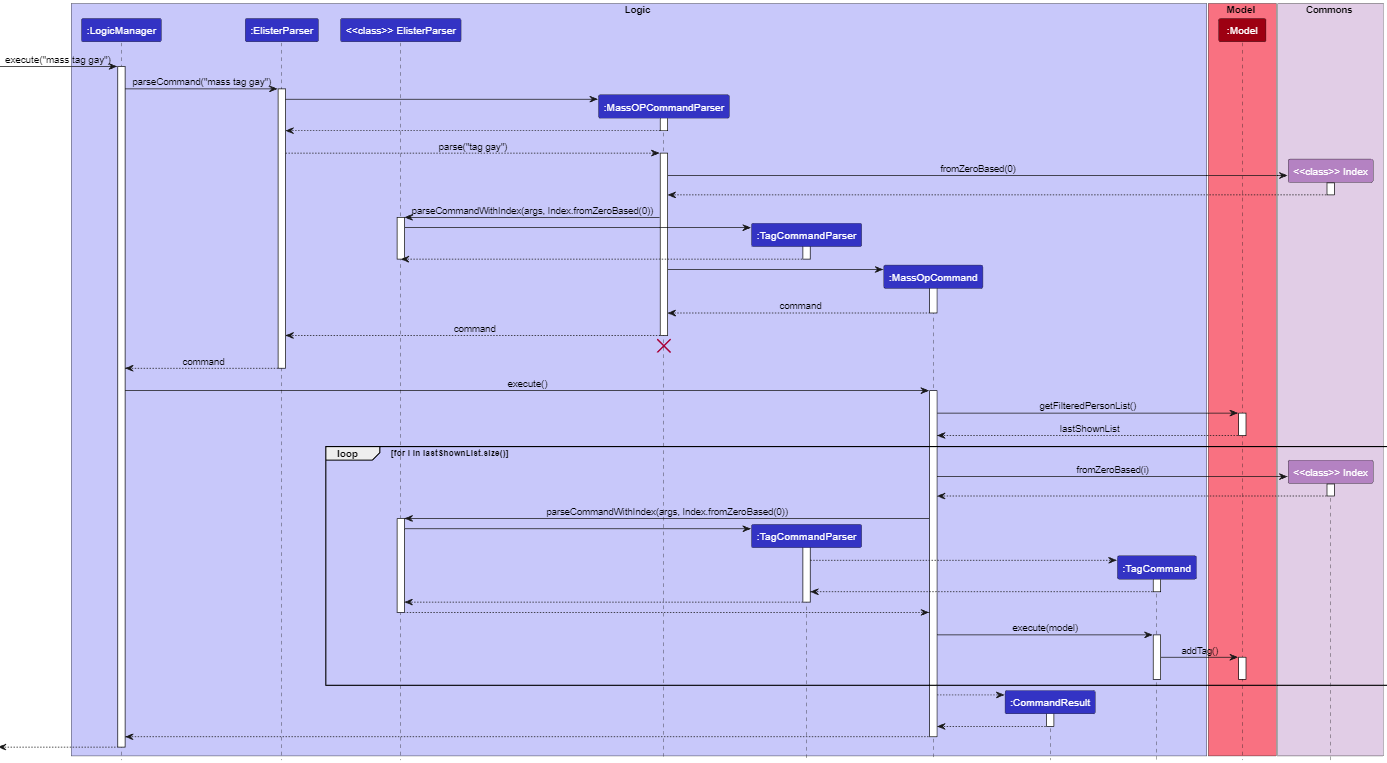 Logic
Model
Commons
:LogicManager
:ElisterParser
<<class>> ElisterParser
:Model
execute("mass tag gay")
parseCommand("mass tag gay")
:MassOPCommandParser
parse("tag gay")
fromZeroBased(0)
<<class>> Index
parseCommandWithIndex(args, Index.fromZeroBased(0))
:TagCommandParser
:MassOpCommand
command
command
command
execute()
getFilteredPersonList()
lastShownList
loop
[for i in lastShownList.size()]
fromZeroBased(i)
<<class>> Index
parseCommandWithIndex(args, Index.fromZeroBased(0))
:TagCommandParser
:TagCommand
execute(model)
addTag()
:CommandResult